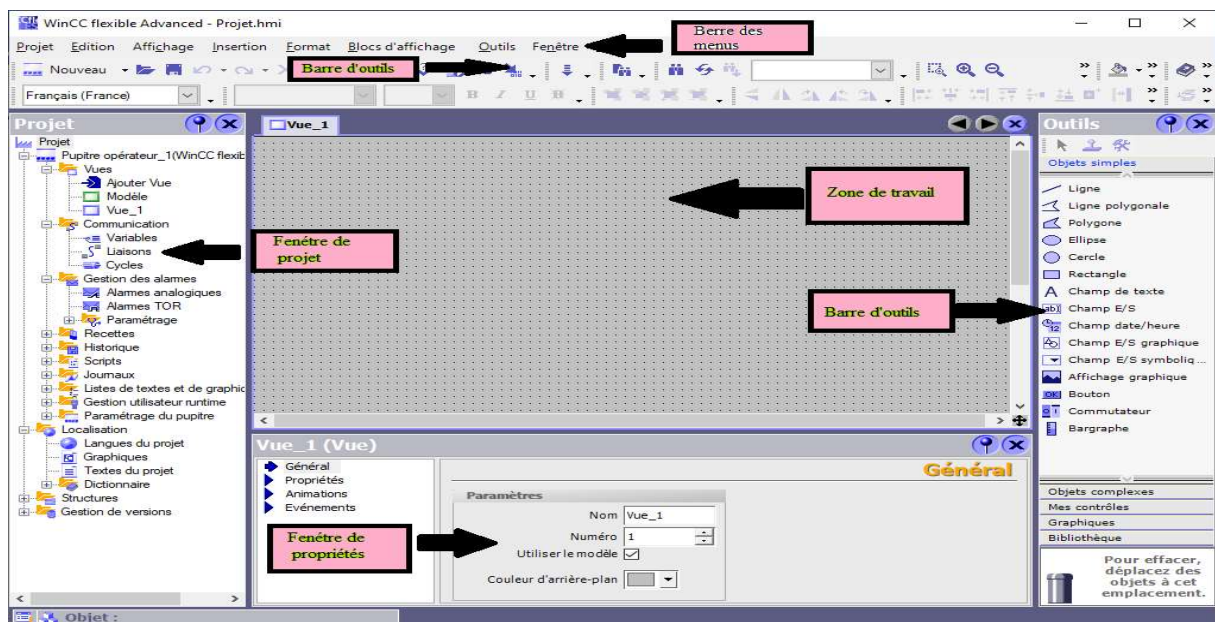 WinCC flexible Advanced - Projet.hmi
Projet Edition Affichage Insertion Format Blocs d'affichage Outils Fenêtre
Berre des
menus
Nouveau
Barre d'outils
Français (France)
B I U
Projet
Projet
Pupitre opérateur_1(WinCC flexib
Vues
Ajouter Vue
Modèle
Vue_1
Communication
Variables
Liaisons
Cycles
Gestion des alarmes
Alarmes analogiques
Alarmes TOR
Paramétrage
Recettes
Historique
Scripts
Journaux
Listes de textes et de graphic
Gestion utilisateur runtime
Paramétrage du pupitre
Localisation
Langues du projet
Graphiques
Textes du projet
Dictionnaire
Structures
Gestion de versions
Vue_1
Zone de travail
Fenétre de
projet
Barre d'outils
Vue_1 (Vue)
Général
Propriétés
Animations
Evénements
Fenétre de
propriétés
Général
Paramètres
Nom Vue_1
Numéro 1
Utiliser le modèle
Couleur d'arrière-plan
Outils
Objets simples
Ligne
Ligne polygonale
Polygone
Ellipse
Cercle
Rectangle
A Champ de texte
Champ E/S
Champ date/heure
Champ E/S graphique
Champ E/S symboliq...
Affichage graphique
OK Bouton
Commutateur
Bargraphe
Objets complexes
Mes contrôles
Graphiques
Bibliothèque
Pour effacer,
déplacez des
objets à cet
emplacement.
Objet :